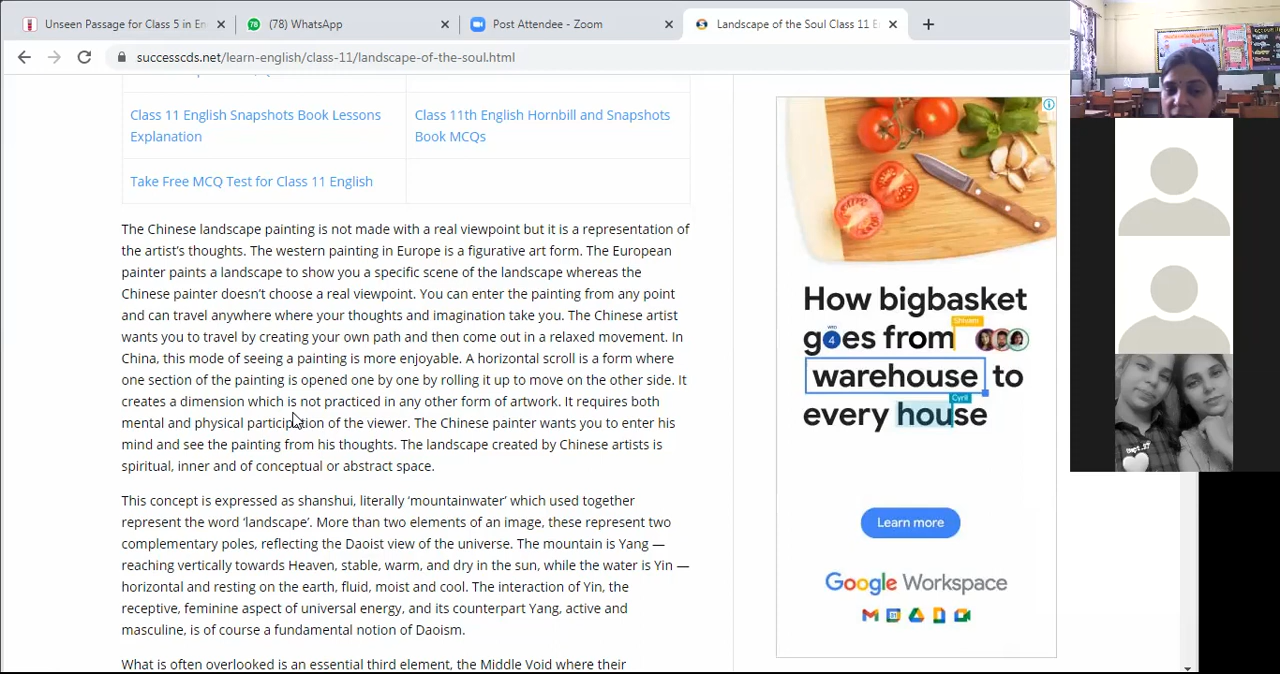 Unseen Passage for Class 5 in En
(78) WhatsApp
Post Attendee - Zoom
Landscape of the Soul Class 11 E
successcds.net/learn-english/class-11/landscape-of-the-soul.html
Class 11 English Snapshots Book Lessons
Explanation
Class 11th English Hornbill and Snapshots
Book MCQs
Take Free MCQ Test for Class 11 English
The Chinese landscape painting is not made with a real viewpoint but it is a representation of
the artist's thoughts. The western painting in Europe is a figurative art form. The European
painter paints a landscape to show you a specific scene of the landscape whereas the
Chinese painter doesn't choose a real viewpoint. You can enter the painting from any point
and can travel anywhere where your thoughts and imagination take you. The Chinese artist
wants you to travel by creating your own path and then come out in a relaxed movement. In
China, this mode of seeing a painting is more enjoyable. A horizontal scroll is a form where
one section of the painting is opened one by one by rolling it up to move on the other side. It
creates a dimension which is not practiced in any other form of artwork. It requires both
mental and physical participation of the viewer. The Chinese painter wants you to enter his
mind and see the painting from his thoughts. The landscape created by Chinese artists is
spiritual, inner and of conceptual or abstract space.
This concept is expressed as shanshui, literally 'mountainwater' which used together
represent the word 'landscape'. More than two elements of an image, these represent two
complementary poles, reflecting the Daoist view of the universe. The mountain is Yang —
reaching vertically towards Heaven, stable, warm, and dry in the sun, while the water is Yin —
horizontal and resting on the earth, fluid, moist and cool. The interaction of Yin, the
receptive, feminine aspect of universal energy, and its counterpart Yang, active and
masculine, is of course a fundamental notion of Daoism.
What is often overlooked is an essential third element, the Middle Void where their
How bigbasket
goes from
Shivam
4
warehouse to
Cyril
every house
Learn more
Google Workspace